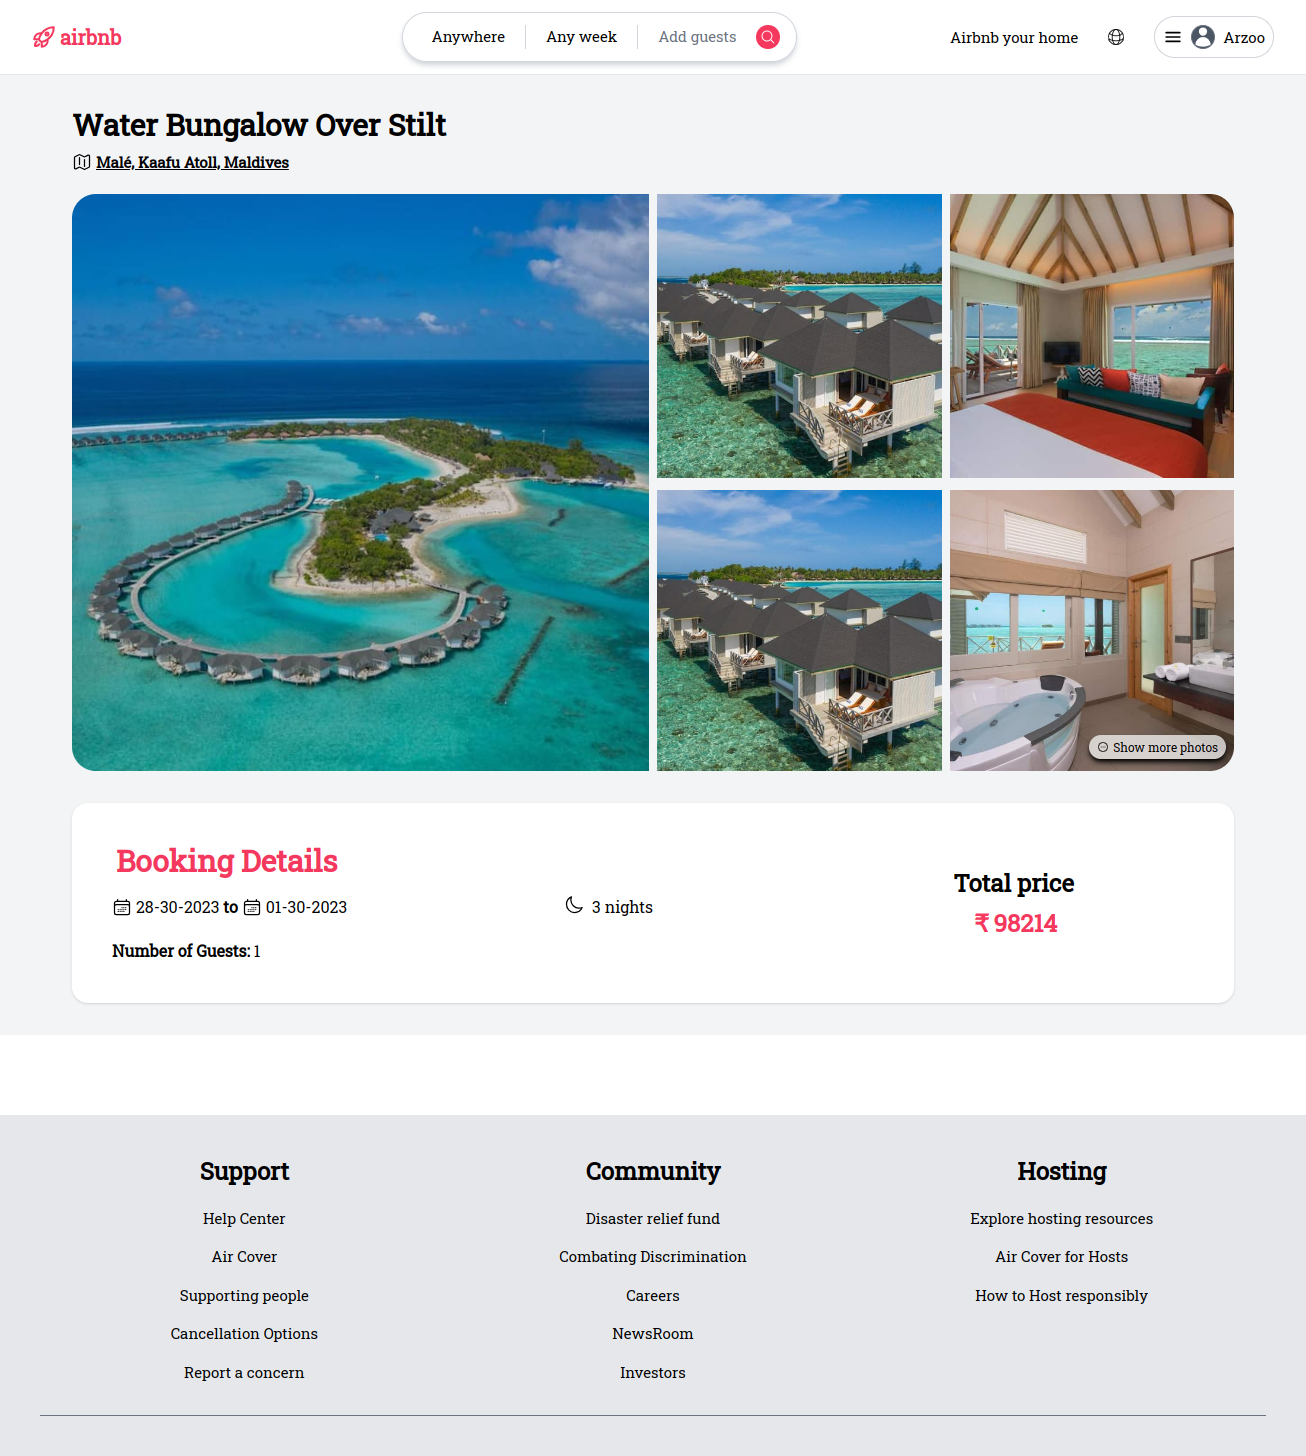 airbnb
Anywhere Any week Add guests
Airbnb your home
Arzoo
Water Bungalow Over Stilt
Malé, Kaafu Atoll, Maldives
Show more photos
Booking Details
28-30-2023 to 01-30-2023
3 nights
Number of Guests: 1
Total price
₹ 98214
Support
Help Center
Air Cover
Supporting people
Cancellation Options
Report a concern
Community
Disaster relief fund
Combating Discrimination
Careers
NewsRoom
Investors
Hosting
Explore hosting resources
Air Cover for Hosts
How to Host responsibly